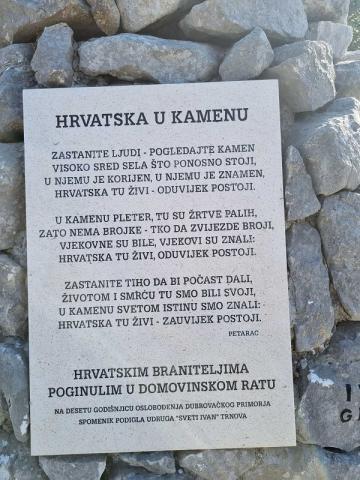 HRVATSKA U KAMENU
ZASTANITE LJUDI - POGLEDAJTE KAMEN
VISOKO SRED SELA ŠTO PONOSNO STOJI,
U NJEMU JE KORIJEN, U NJEMU JE ZNAMEN,
HRVATSKA TU ŽIVI - ODUVIJEK POSTOJI.
U KAMENU PLETER, TU SU ŽRTVE PALIH,
ZATO NEMA BROJKE - TKO DA ZVIJEZDE BROJI,
VJEKOVNE SU BILE, VJEKOVI SU ZNALI:
HRVATSKA TU ŽIVI, ODUVIJEK POSTOJI.
ZASTANITE TIHO DA BI POČAST DALI,
ŽIVOTOM I SMRĆU TU SMO BILI SVOJI,
U KAMENU SVETOM ISTINU SMO ZNALI:
HRVATSKA TU ŽIVI - ZAUVIJEK POSTOJI.
PETARAC
HRVATSKIM BRANITELJIMA
POGINULIM U DOMOVINSKOM RATU
NA DESETU GODIŠNJICU OSLOBOĐENJA DUBROVAČKOG PRIMORJA
SPOMENIK PODIGLA UDRUGA "SVETI IVAN" TRNOVA